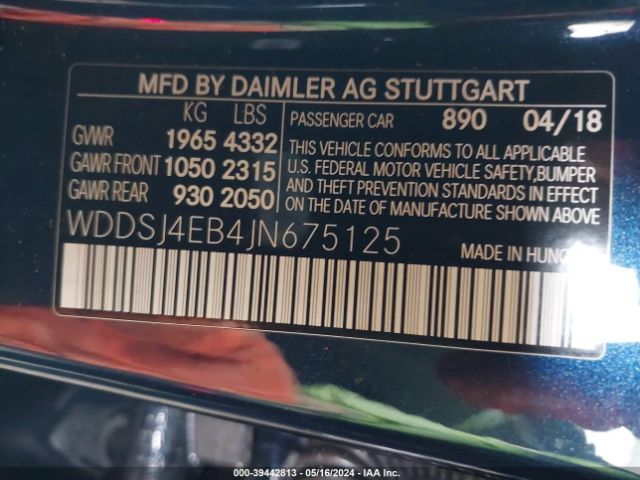 MFD BY DAIMLER AG STUTTGART
KG LBS
GVWR 1965 4332
GAWR FRONT 1050 2315
GAWR REAR 930 2050
PASSENGER CAR 890 04/18
THIS VEHICLE CONFORMS TO ALL APPLICABLE
U.S. FEDERAL MOTOR VEHICLE SAFETY,BUMPER
AND THEFT PREVENTION STANDARDS IN EFFECT
ON THE DATE OF MANUFACTURE SHOWN ABOVE
WDDSJ4EB4JN675125
MADE IN
000-39442813 - 05/16/2024 - IAA Inc.